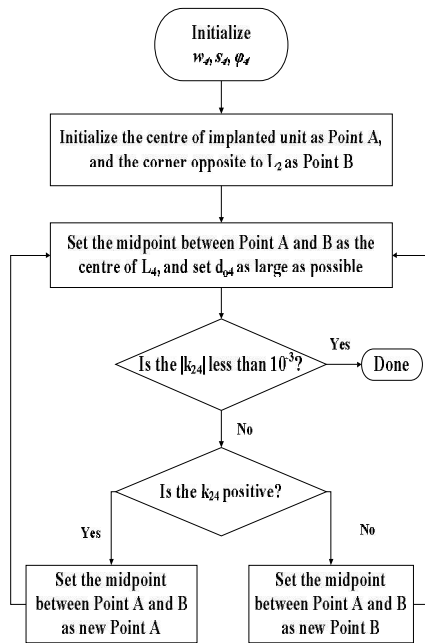 Initialize
w₄, s₄, φ₄
Initialize the centre of implanted unit as Point A,
and the corner opposite to L₂ as Point B
Set the midpoint between Point A and B as the
centre of L₄, and set dₒ₄ as large as possible
Is the |k₂₄| less than 10⁻³?
Yes
Done
No
Is the k₂₄ positive?
Yes
No
Set the midpoint
between Point A and B
as new Point A
Set the midpoint
between Point A and B
as new Point B